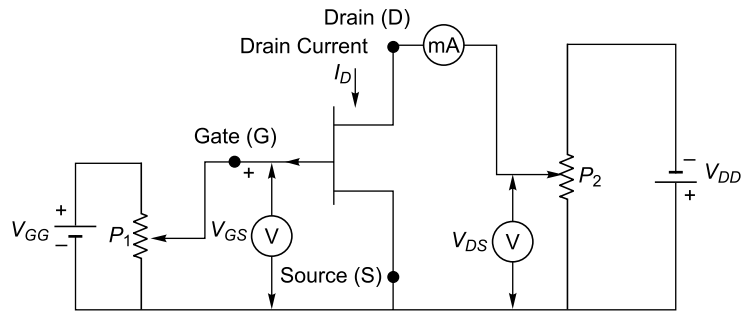 Drain (D)
Drain Current
mA
I_D
Gate (G)
+
−
V_DD
P_2
+
+
V_GG
−
P_1
V_GS
V
V_DS
V
Source (S)